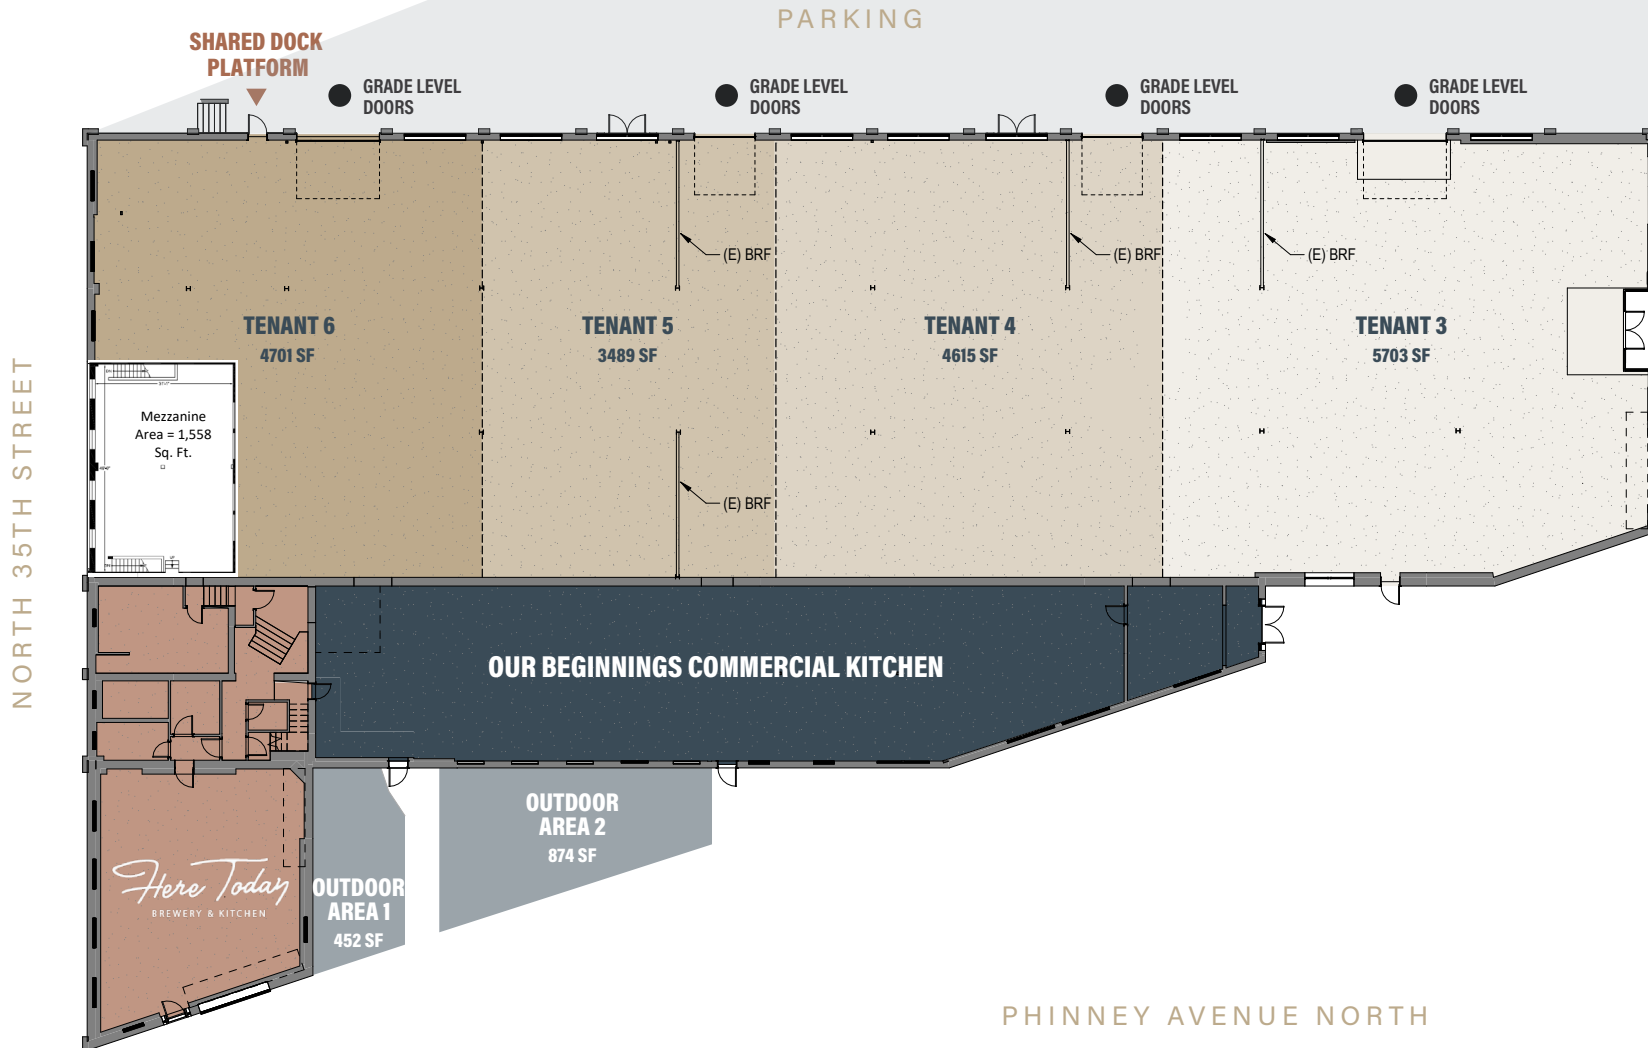 PARKING
SHARED DOCK
PLATFORM
GRADE LEVEL
DOORS
GRADE LEVEL
DOORS
GRADE LEVEL
DOORS
GRADE LEVEL
DOORS
(E) BRF
(E) BRF
(E) BRF
TENANT 6
4701 SF
TENANT 5
3489 SF
TENANT 4
4615 SF
TENANT 3
5703 SF
NORTH 35TH STREET
Mezzanine
Area = 1,558
Sq. Ft.
(E) BRF
OUR BEGINNINGS COMMERCIAL KITCHEN
OUTDOOR
AREA 2
874 SF
Here Today
BREWERY & KITCHEN
OUTDOOR
AREA 1
452 SF
PHINNEY AVENUE NORTH